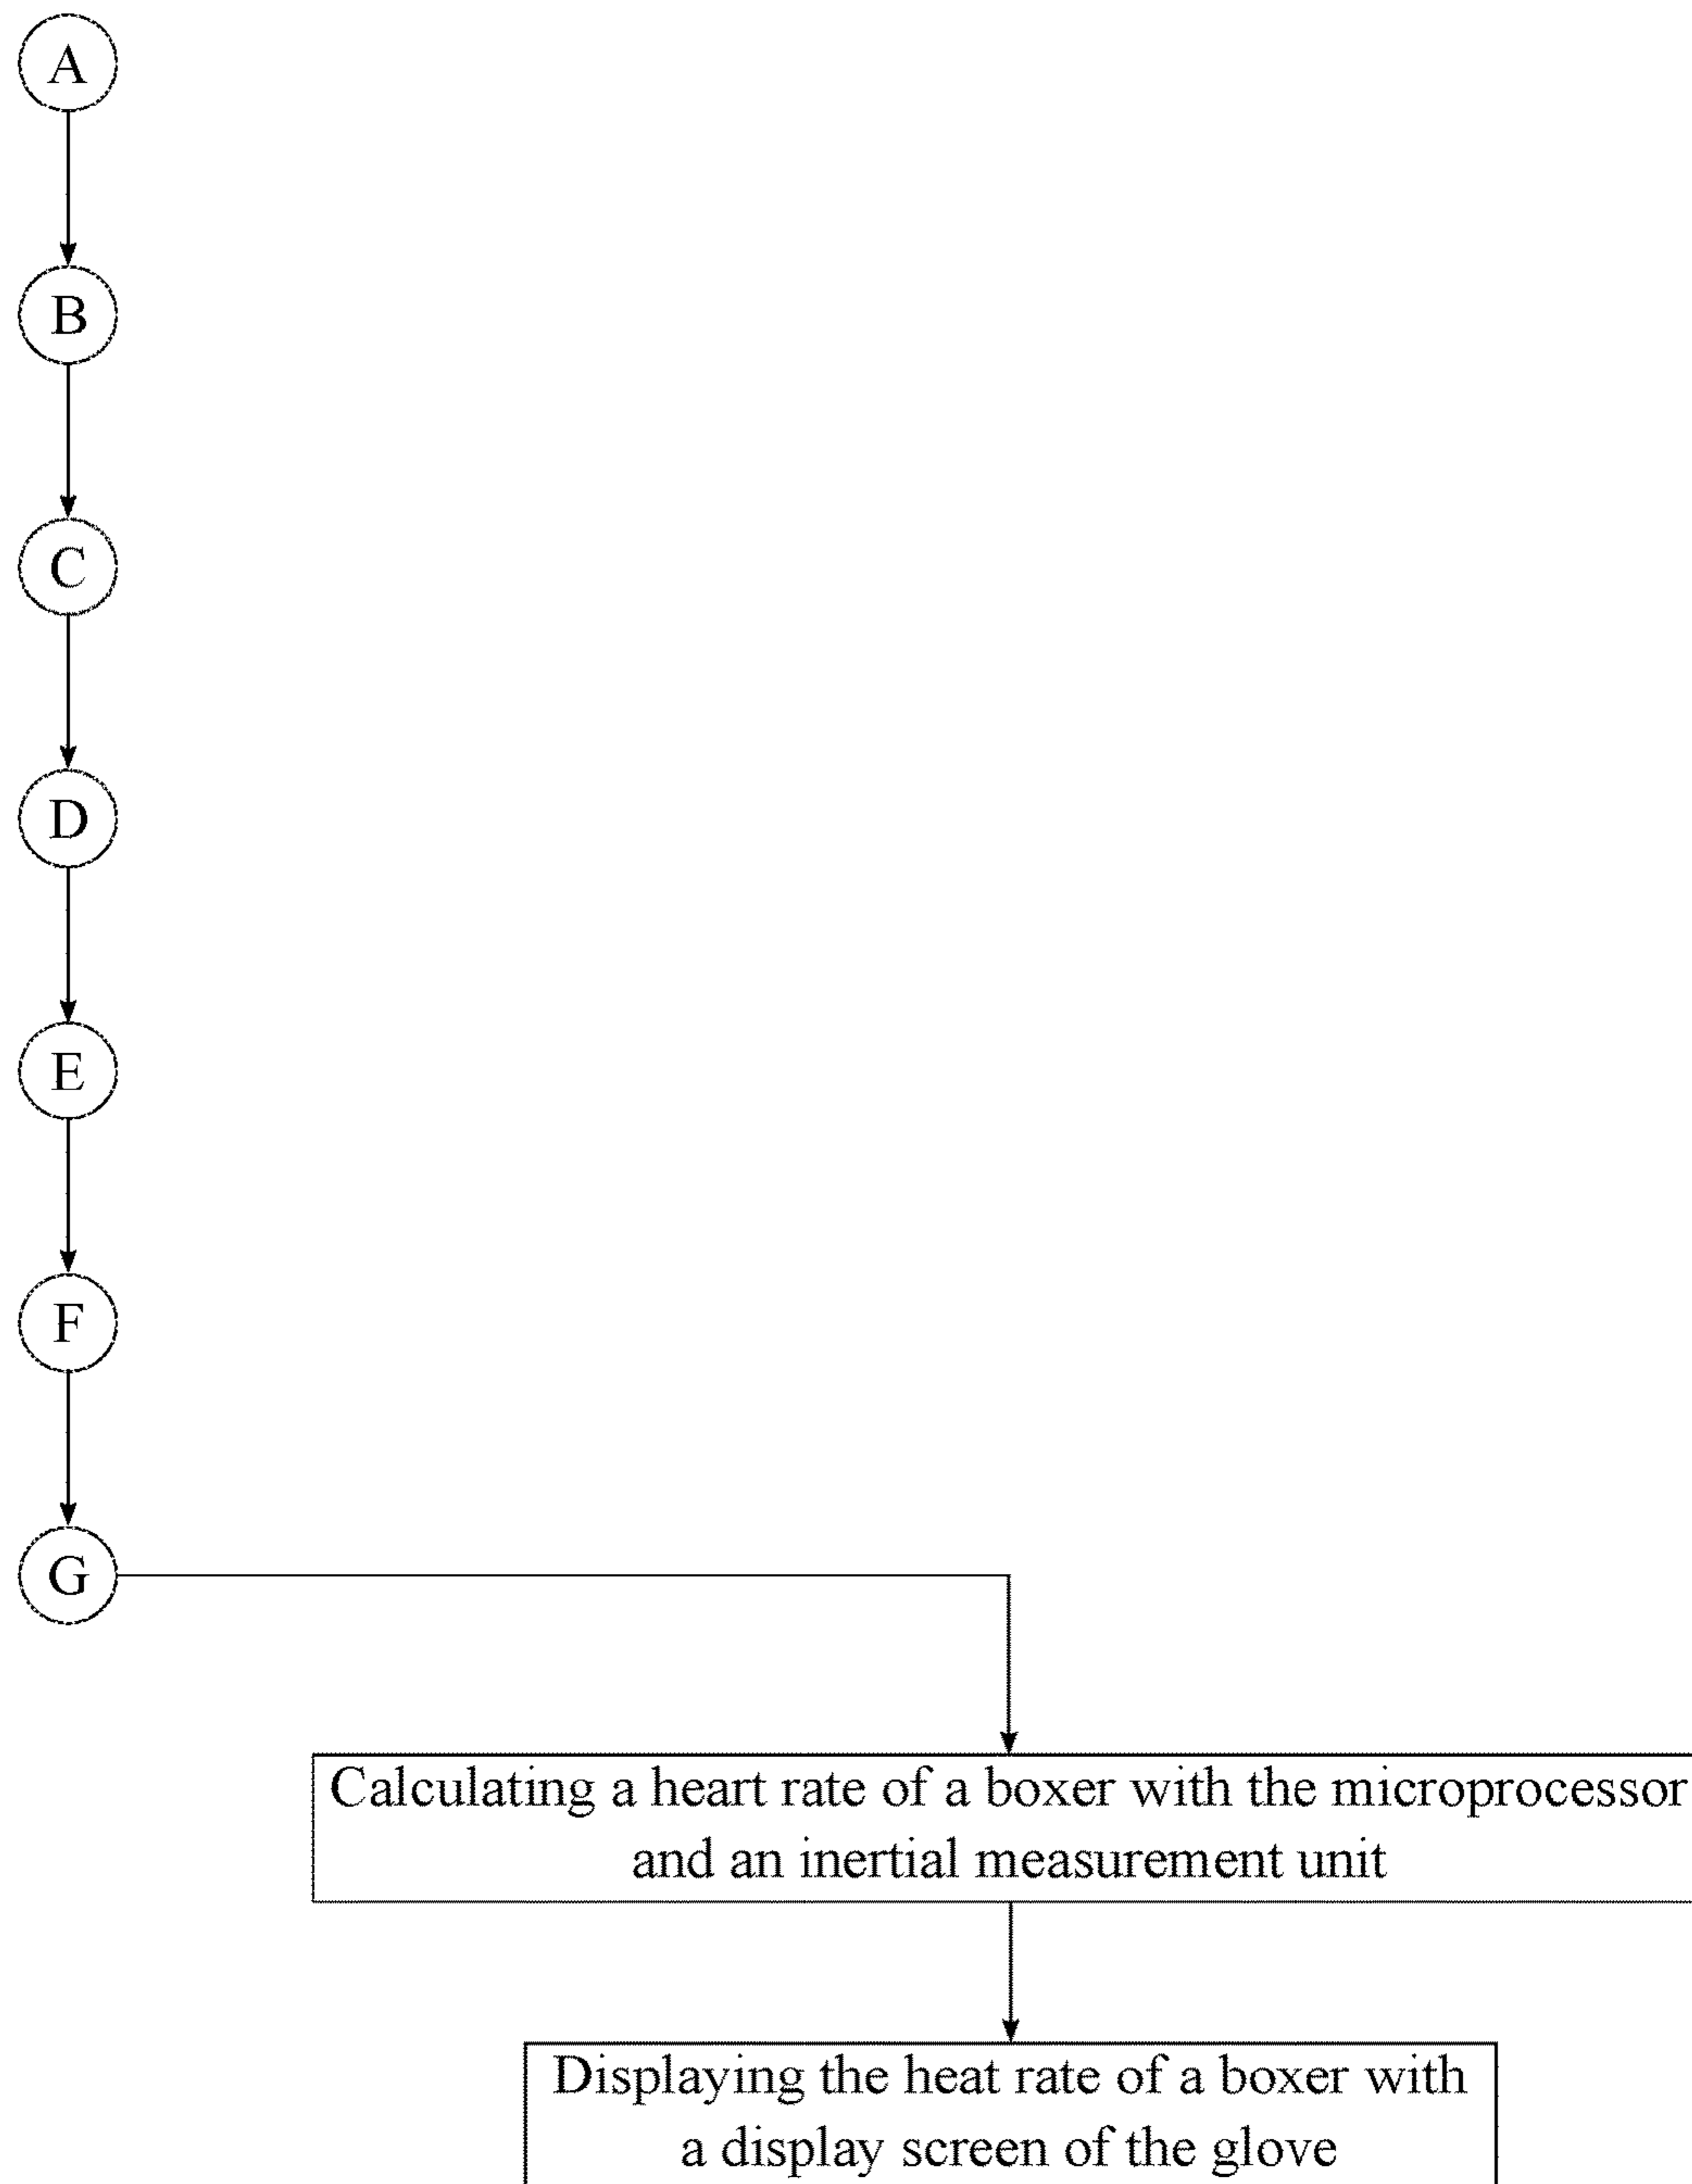 A
B
C
D
E
F
G
Calculating a heart rate of a boxer with the microprocessor
and an inertial measurement unit
Displaying the heat rate of a boxer with
a display screen of the glove